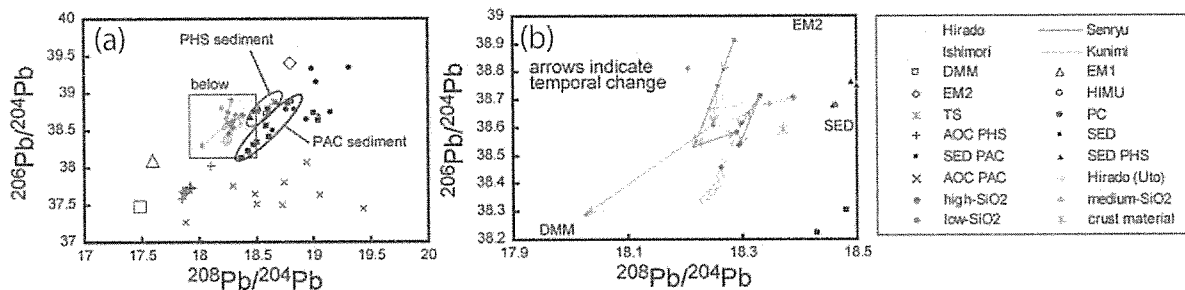 (a)
PHS sediment
below
PAC sediment
40
39.5
39
38.5
38
37.5
37
17
17.5
18
18.5
19
19.5
20
206Pb/204Pb
208Pb/204Pb
(b)
EM2
arrows indicate
temporal change
SED
DMM
39
38.9
38.8
38.7
38.6
38.5
38.4
38.3
38.2
17.9
18.1
18.3
18.5
206Pb/204Pb
208Pb/204Pb
Hirado Senryu
Ishimori Kunimi
DMM EM1
EM2 HIMU
TS PC
AOC PHS SED
SED PAC SED PHS
AOC PAC Hirado (Uto)
high-SiO2 medium-SiO2
low-SiO2 crust material